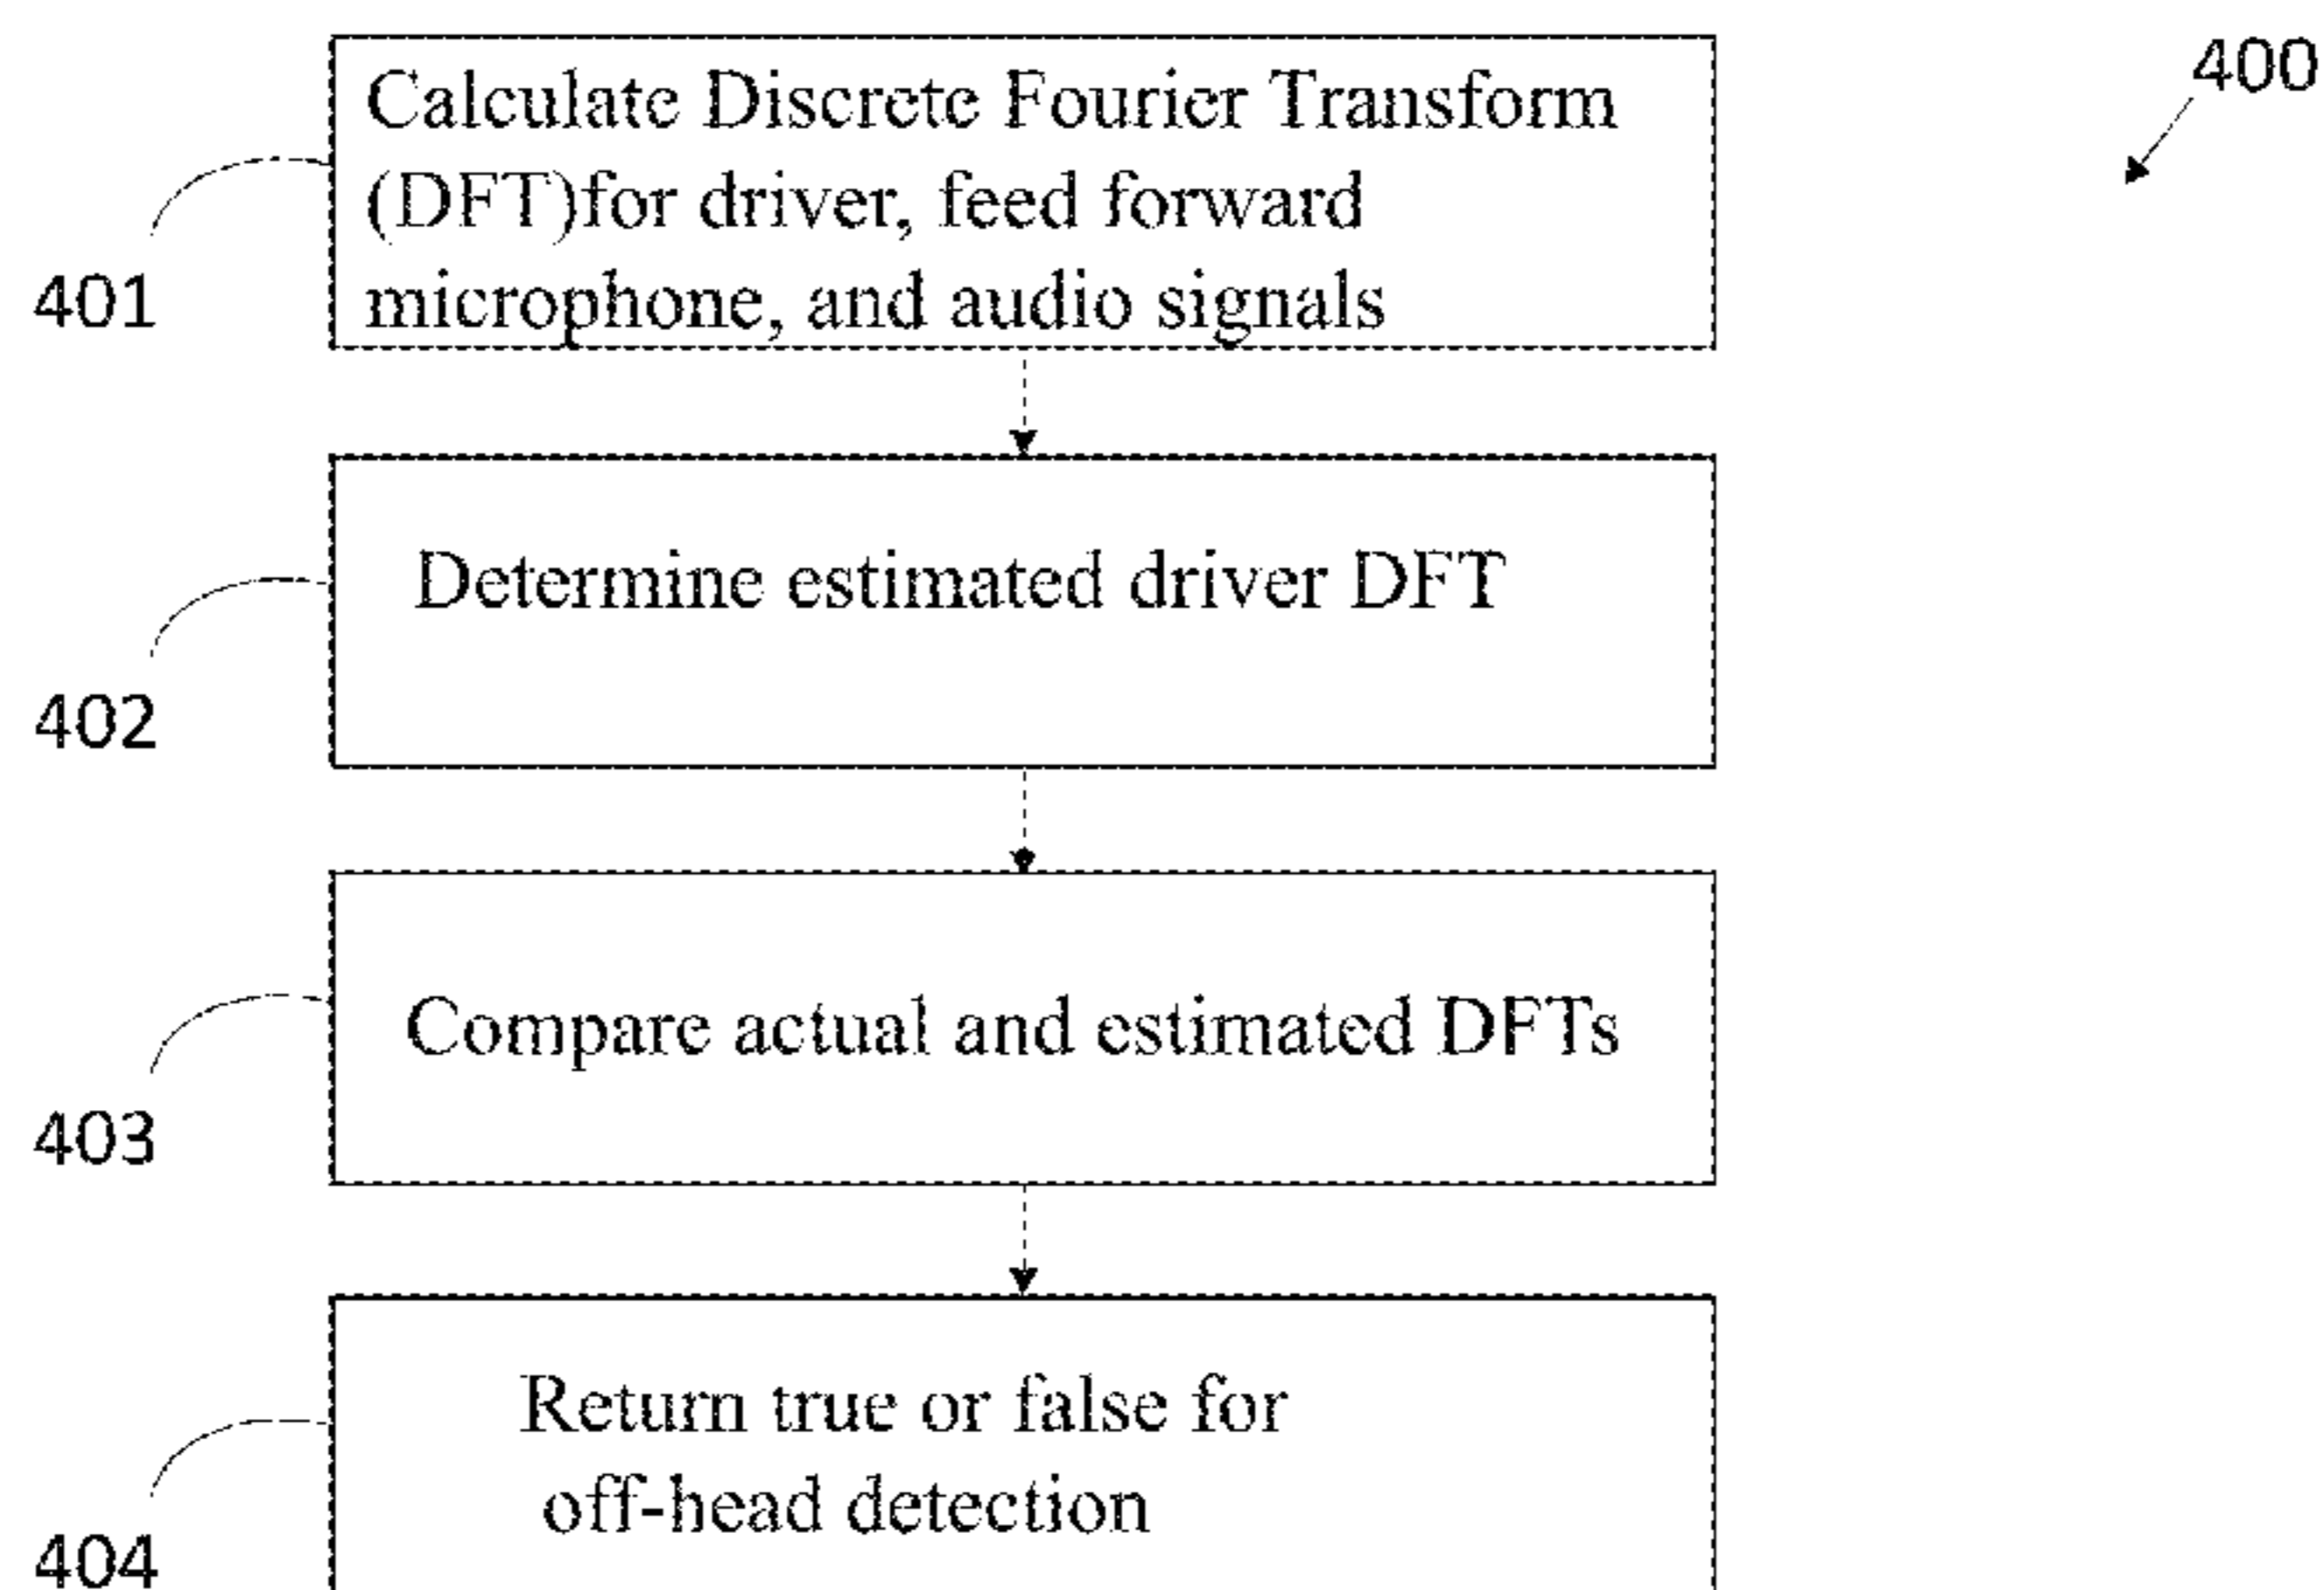 400
Calculate Discrete Fourier Transform
(DFT)for driver, feed forward
microphone, and audio signals
401
Determine estimated driver DFT
402
Compare actual and estimated DFTs
403
Return true or false for
off-head detection
404